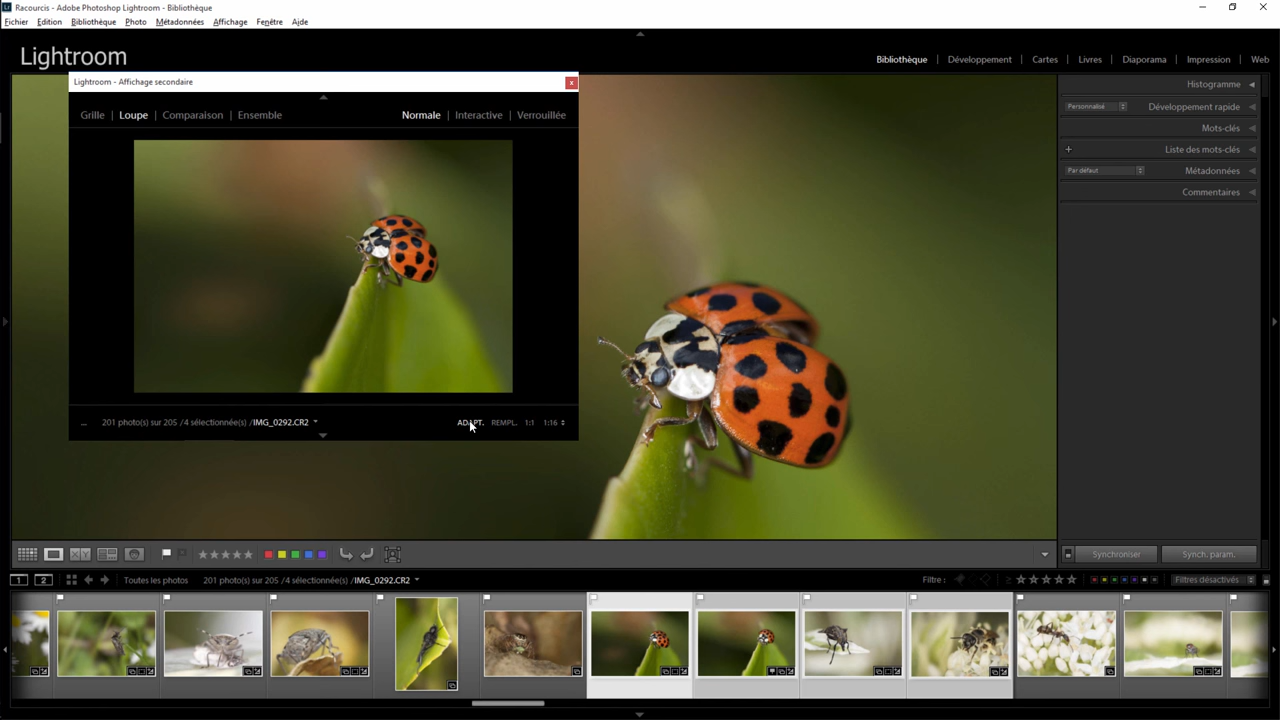 Racourcis - Adobe Photoshop Lightroom - Bibliothèque
Fichier Edition Bibliothèque Photo Métadonnées Affichage Fenêtre Aide
Lightroom
Bibliothèque | Développement | Cartes | Livres | Diaporama | Impression | Web
Lightroom - Affichage secondaire
Grille | Loupe | Comparaison | Ensemble
Normale | Interactive | Verrouillée
201 photo(s) sur 205 /4 sélectionnée(s) /IMG_0292.CR2
ADAPT. REMPL. 1:1 1:16
Histogramme
Personnalisé Développement rapide
Mots-clés
+ Liste des mots-clés
Par défaut Métadonnées
Commentaires
XY
Synchroniser Synch. param.
1 2 Toutes les photos 201 photo(s) sur 205 /4 sélectionnée(s) /IMG_0292.CR2 Filtre : Filtres désactivés